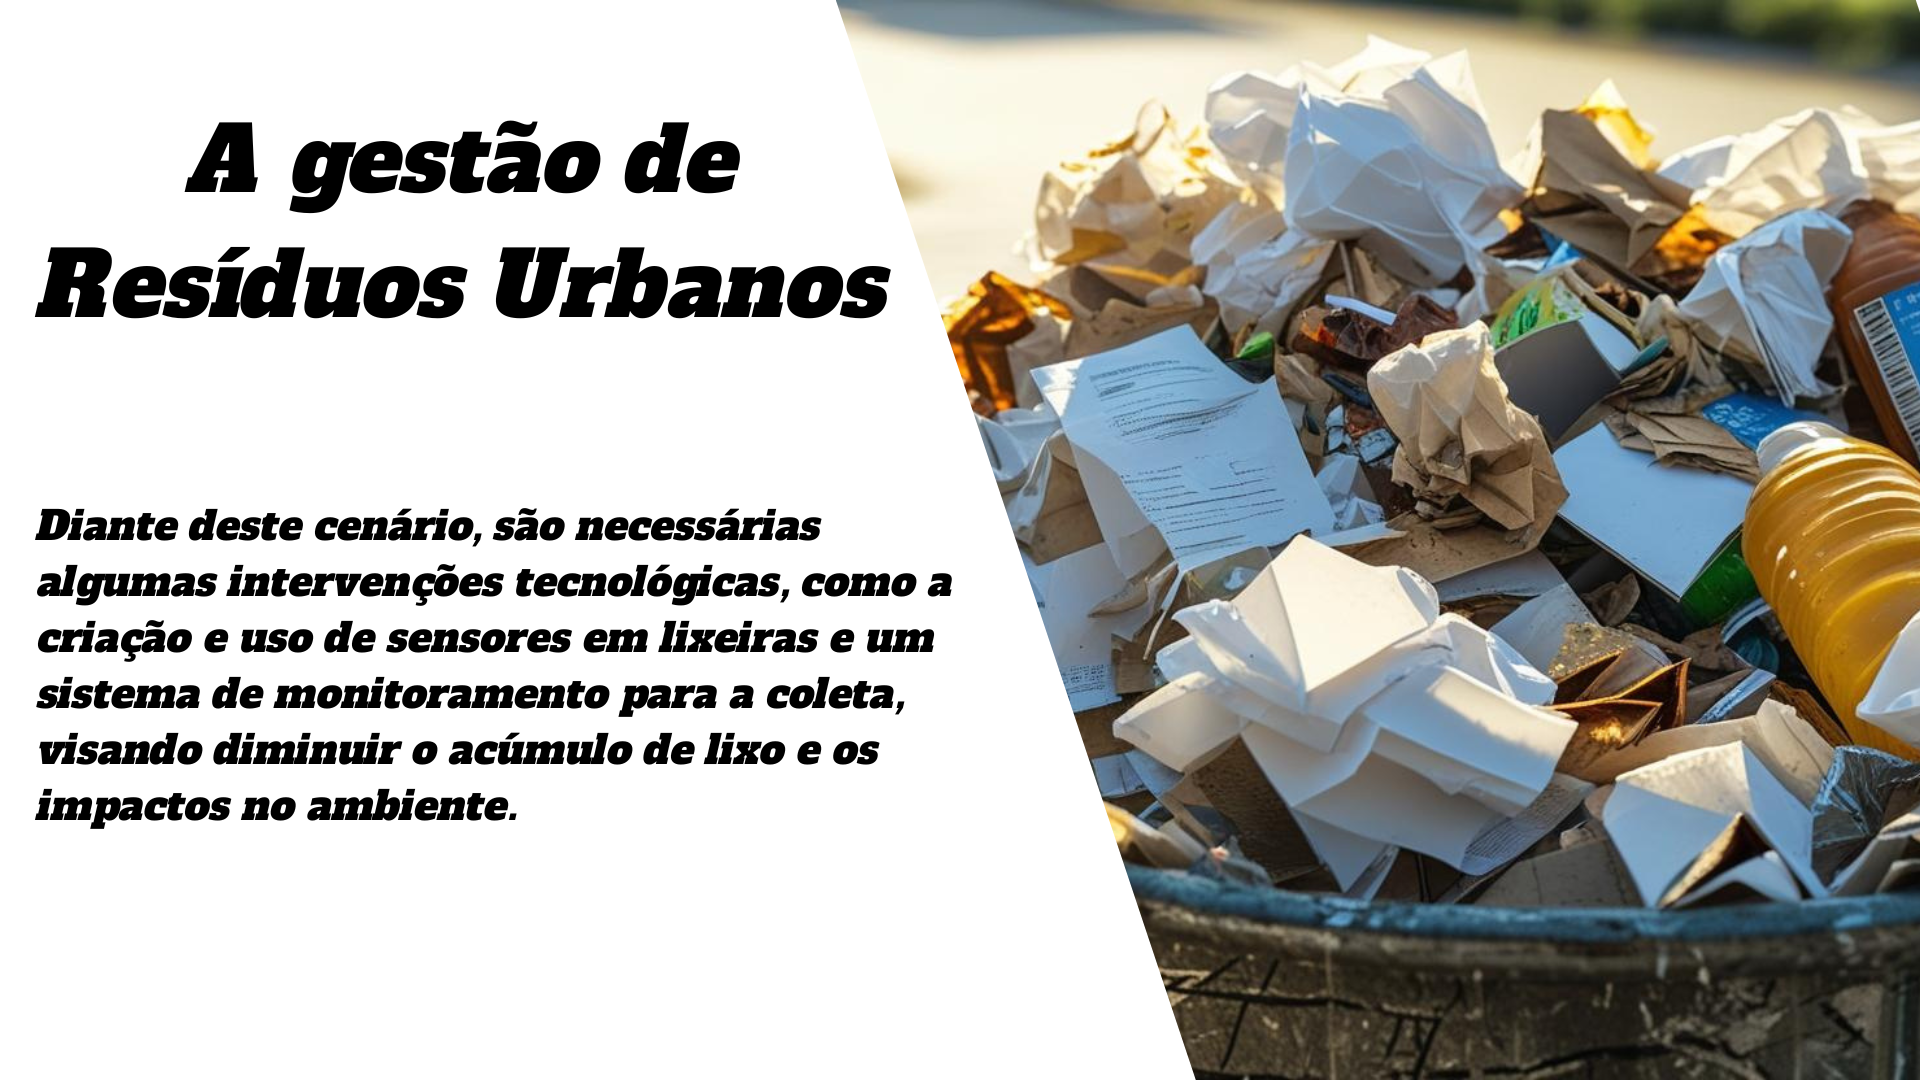 A gestão de
Resíduos Urbanos
Diante deste cenário, são necessárias
algumas intervenções tecnológicas, como a
criação e uso de sensores em lixeiras e um
sistema de monitoramento para a coleta,
visando diminuir o acúmulo de lixo e os
impactos no ambiente.